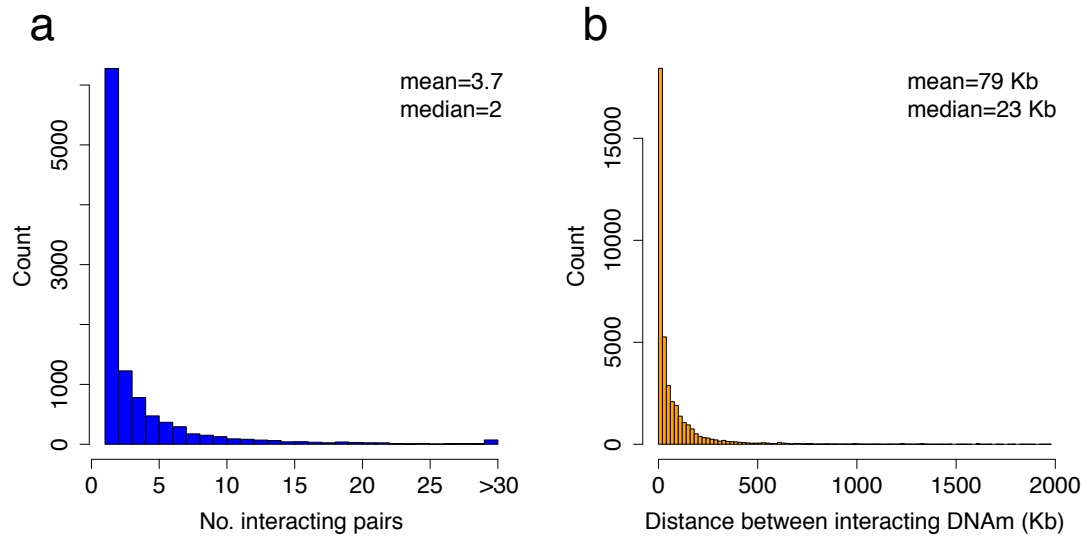 a
mean=3.7
median=2
Count
0
1000
3000
5000
0
5
10
15
20
25
>30
No. interacting pairs
b
mean=79 Kb
median=23 Kb
Count
0
5000
10000
15000
0
500
1000
1500
2000
Distance between interacting DNAm (Kb)